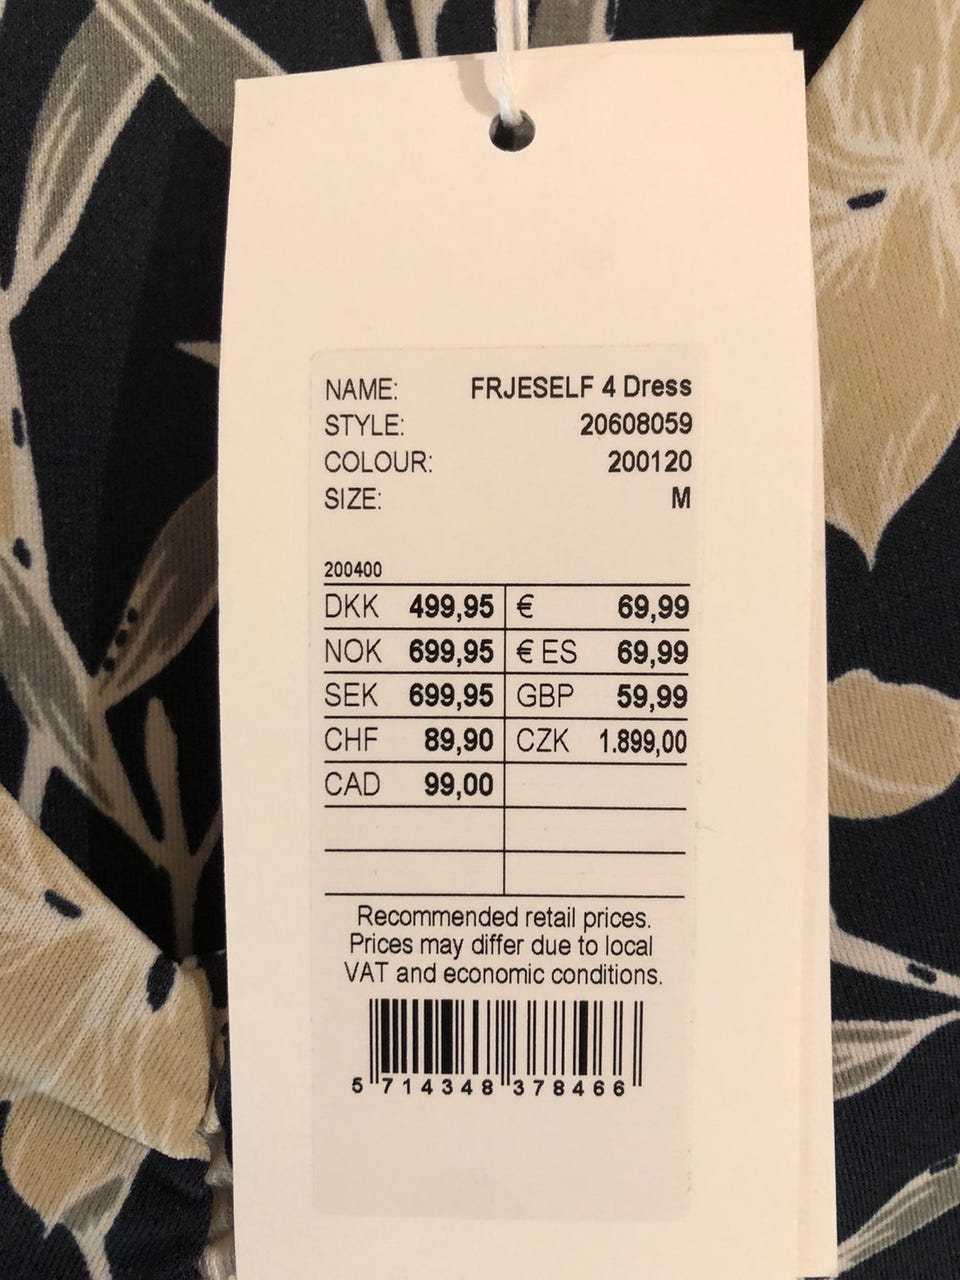 NAME: FRJESELF 4 Dress
STYLE: 20608059
COLOUR: 200120
SIZE: M
200400
DKK 499,95 € 69,99
NOK 699,95 € ES 69,99
SEK 699,95 GBP 59,99
CHF 89,90 CZK 1.899,00
CAD 99,00
Recommended retail prices.
Prices may differ due to local
VAT and economic conditions.
5 714348 378466